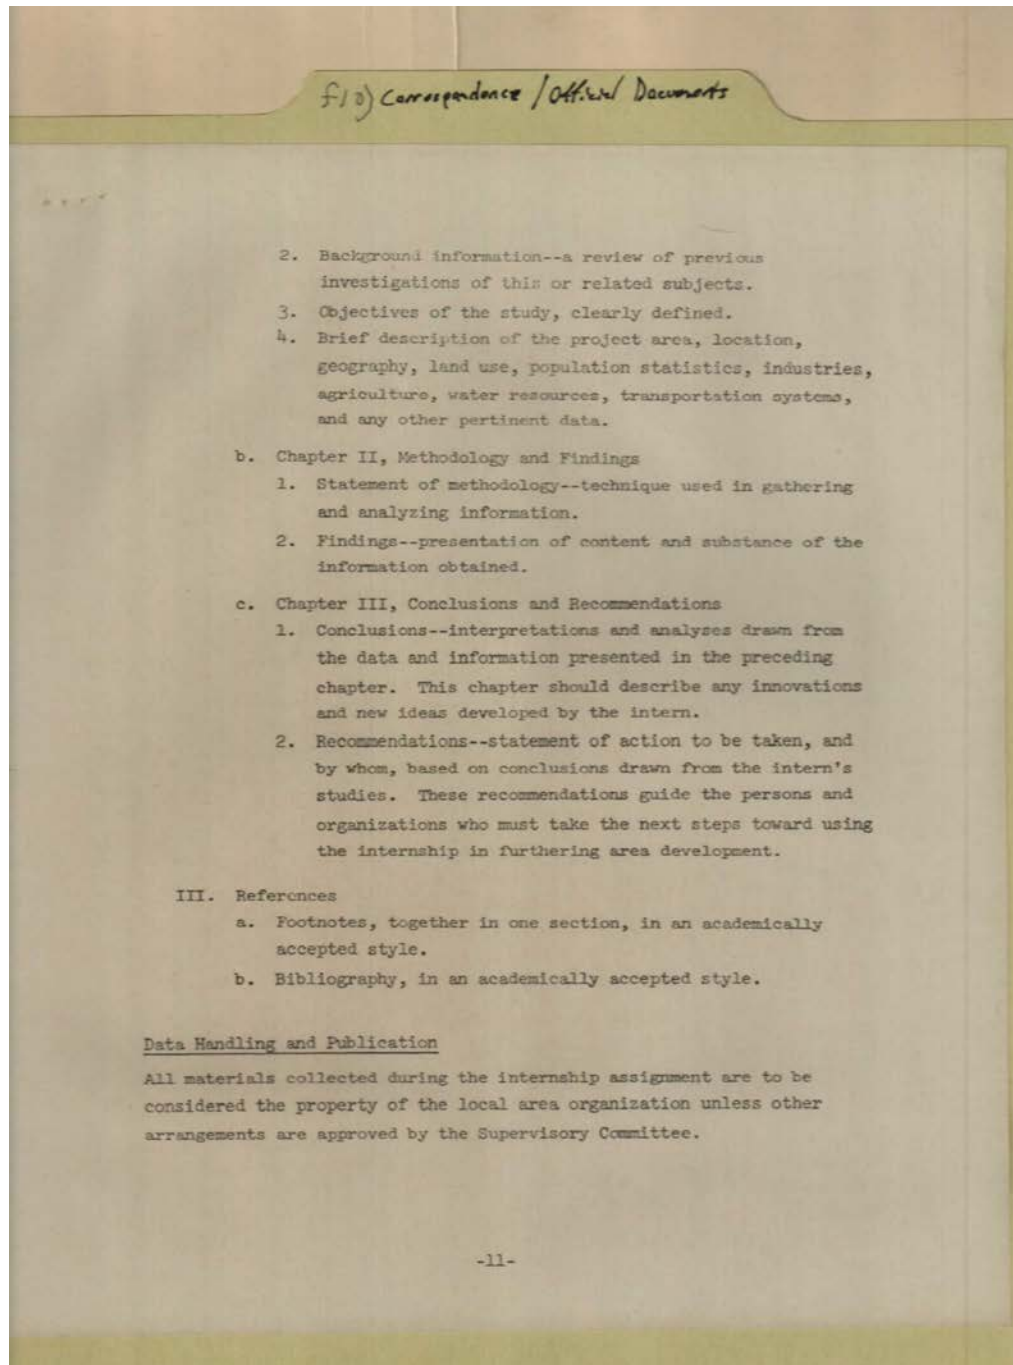 f10) Correspondence / Official Documents
2. Background information--a review of previous
investigations of this or related subjects.
3. Objectives of the study, clearly defined.
4. Brief description of the project area, location,
geography, land use, population statistics, industries,
agriculture, water resources, transportation systems,
and any other pertinent data.
b. Chapter II, Methodology and Findings
1. Statement of methodology--technique used in gathering
and analyzing information.
2. Findings--presentation of content and substance of the
information obtained.
c. Chapter III, Conclusions and Recommendations
1. Conclusions--interpretations and analyses drawn from
the data and information presented in the preceding
chapter. This chapter should describe any innovations
and new ideas developed by the intern.
2. Recommendations--statement of action to be taken, and
by whom, based on conclusions drawn from the intern's
studies. These recommendations guide the persons and
organizations who must take the next steps toward using
the internship in furthering area development.
III. References
a. Footnotes, together in one section, in an academically
accepted style.
b. Bibliography, in an academically accepted style.
Data Handling and Publication
All materials collected during the internship assignment are to be
considered the property of the local area organization unless other
arrangements are approved by the Supervisory Committee.
-11-